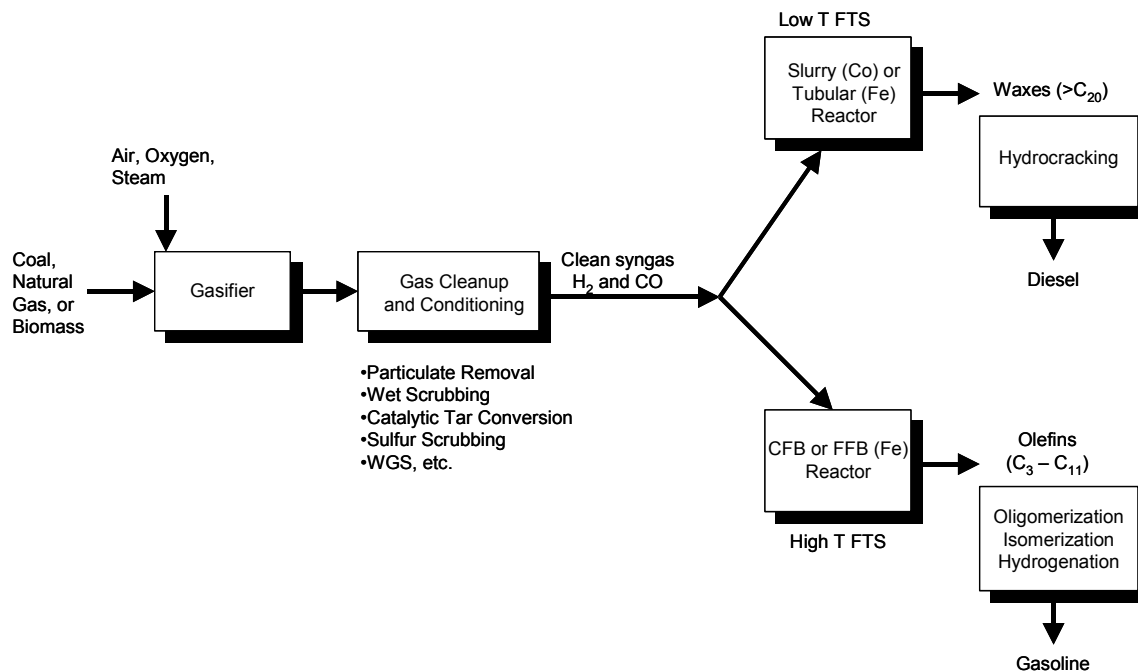 Low T FTS
Slurry (Co) or
Tubular (Fe)
Reactor
Waxes (>C20)
Hydrocracking
Diesel
Air, Oxygen,
Steam
Coal,
Natural
Gas, or
Biomass
Gasifier
Gas Cleanup
and Conditioning
Clean syngas
H2 and CO
•Particulate Removal
•Wet Scrubbing
•Catalytic Tar Conversion
•Sulfur Scrubbing
•WGS, etc.
CFB or FFB (Fe)
Reactor
High T FTS
Olefins
(C3 – C11)
Oligomerization
Isomerization
Hydrogenation
Gasoline